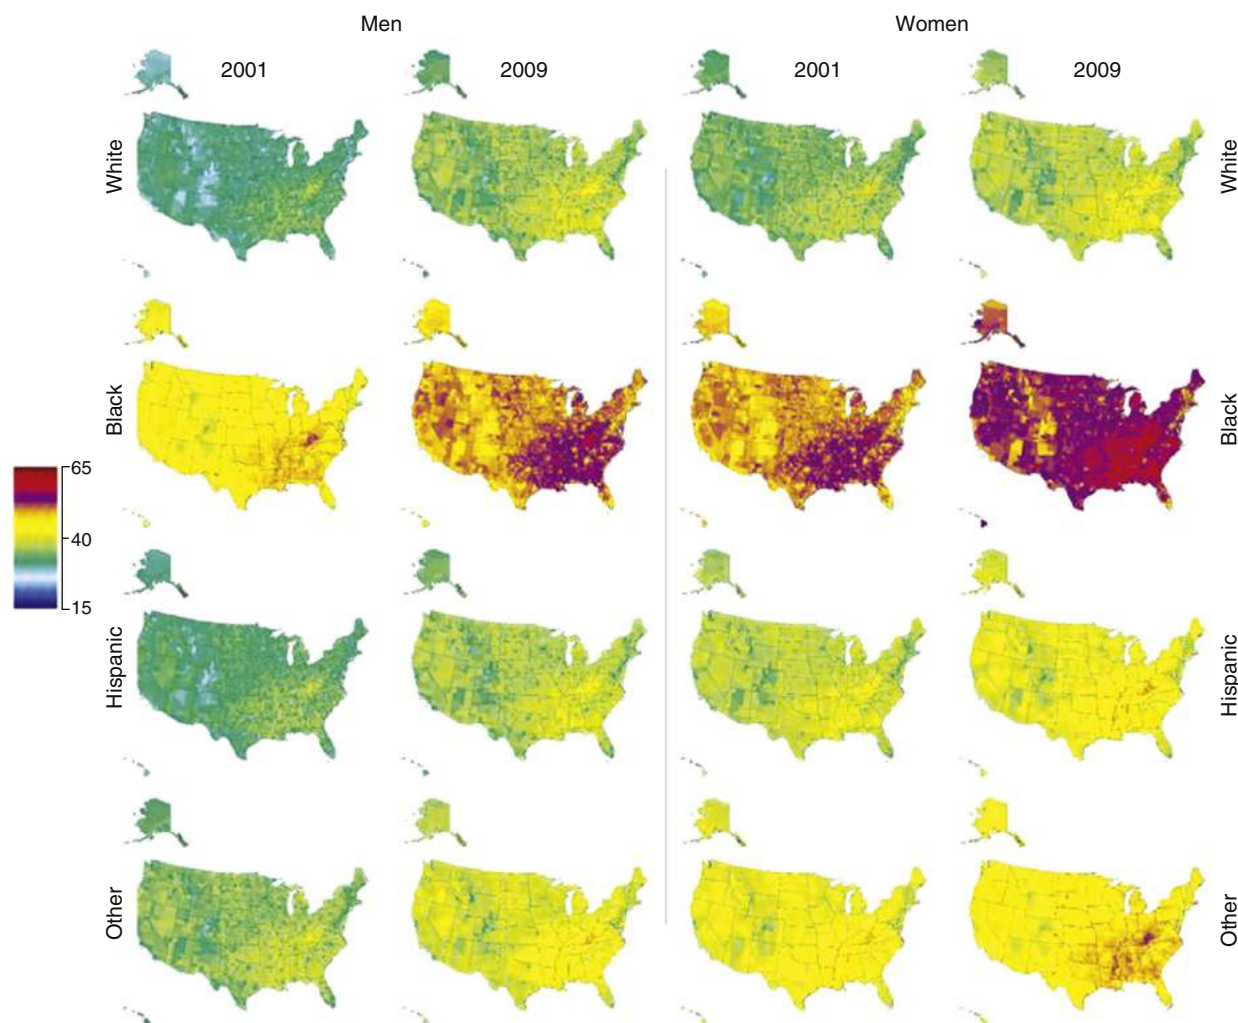 Men
Women
2001
2009
2001
2009
White
White
Black
Black
65
40
15
Hispanic
Hispanic
Other
Other